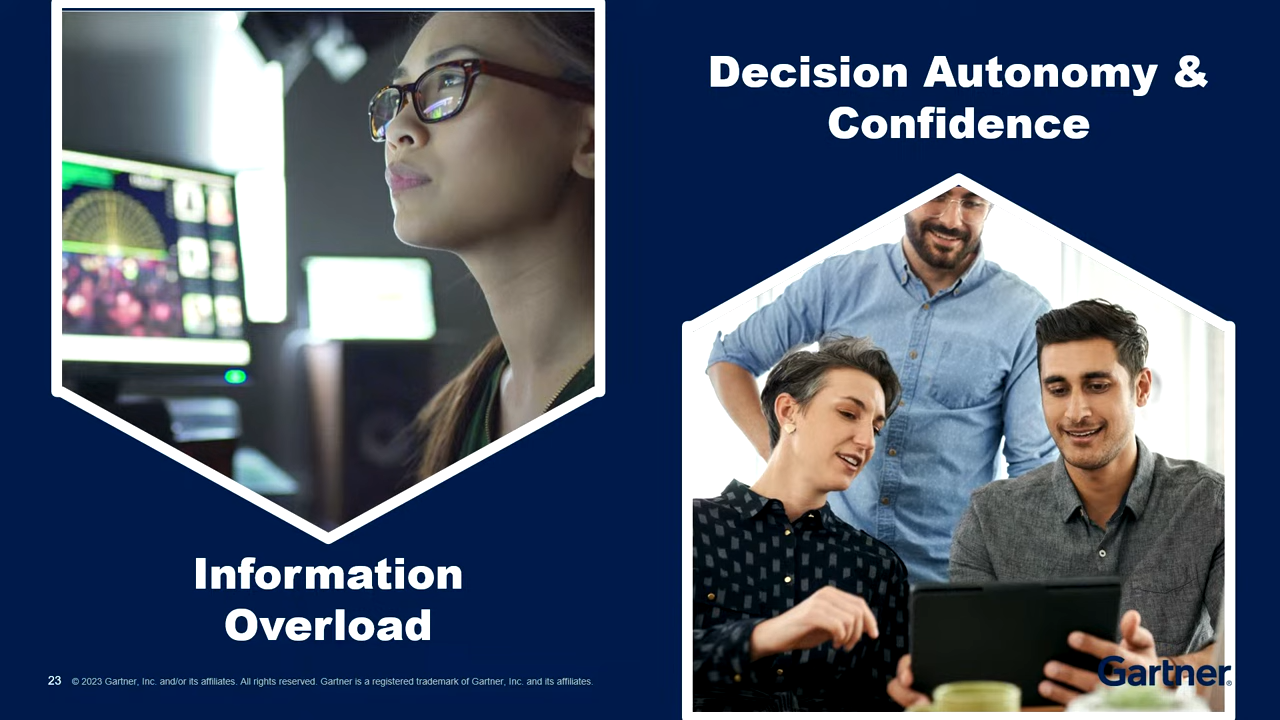 Decision Autonomy &
Confidence
Information
Overload
23 © 2023 Gartner, Inc. and/or its affiliates. All rights reserved. Gartner is a registered trademark of Gartner, Inc. and its affiliates.
Gartner®